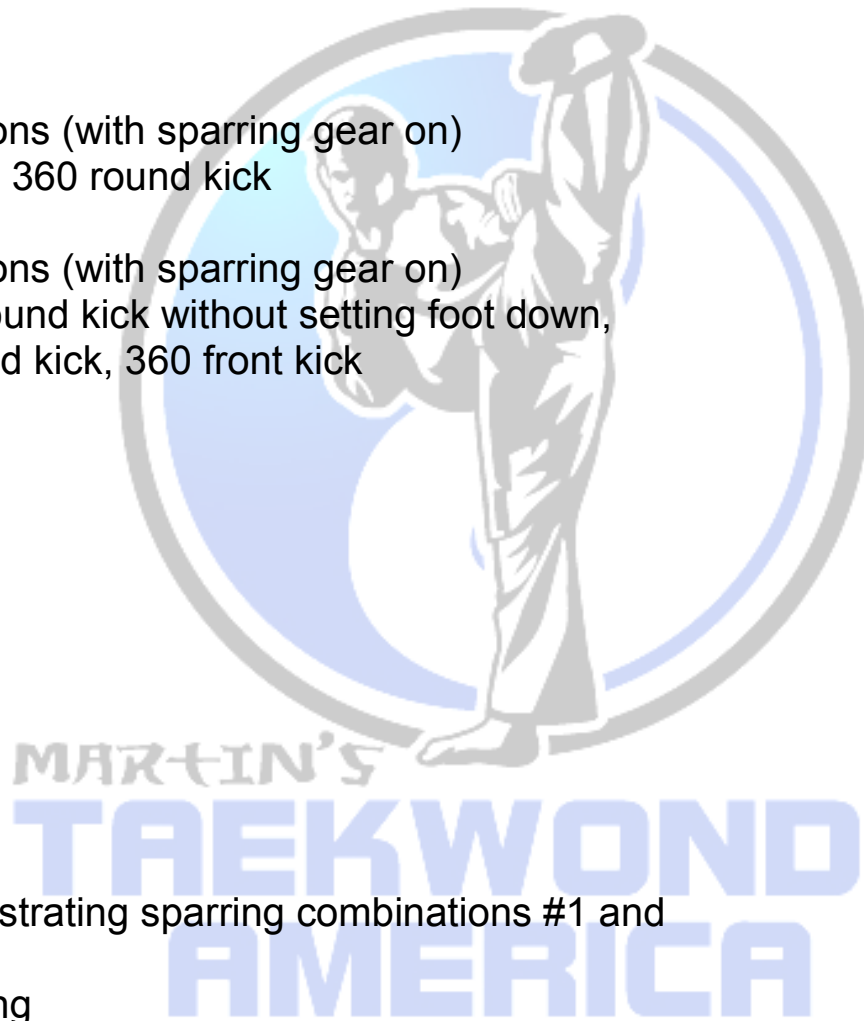 ons (with sparring gear on)
360 round kick
ons (with sparring gear on)
ound kick without setting foot down,
d kick, 360 front kick
MARTIN'S
TAEKWOND
strating sparring combinations #1 and
AMERICA
ng